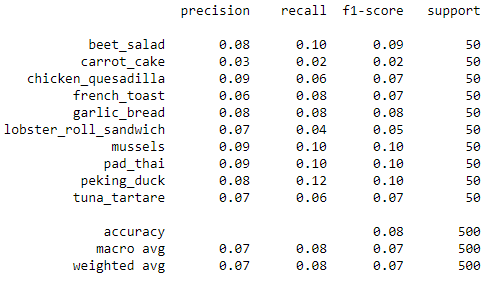 precision recall f1-score support
beet_salad 0.08 0.10 0.09 50
carrot_cake 0.03 0.02 0.02 50
chicken_quesadilla 0.09 0.06 0.07 50
french_toast 0.06 0.08 0.07 50
garlic_bread 0.08 0.08 0.08 50
lobster_roll_sandwich 0.07 0.04 0.05 50
mussels 0.09 0.10 0.10 50
pad_thai 0.09 0.10 0.10 50
peking_duck 0.08 0.12 0.10 50
tuna_tartare 0.07 0.06 0.07 50
accuracy 0.08 500
macro avg 0.07 0.08 0.07 500
weighted avg 0.07 0.08 0.07 500